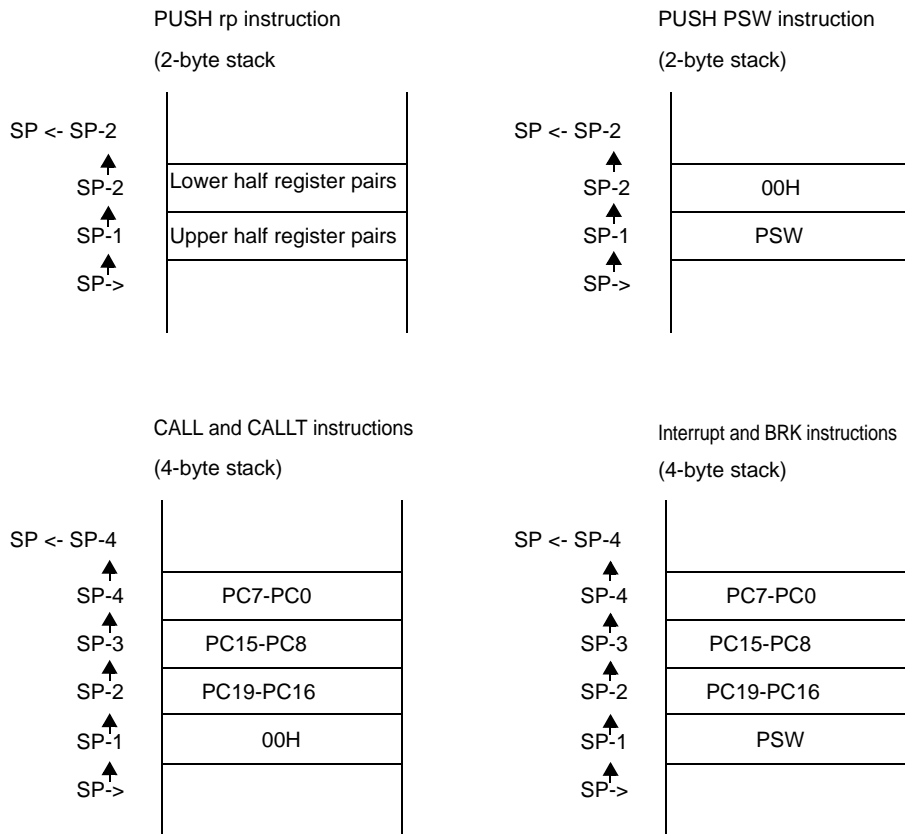 PUSH rp instruction
(2-byte stack
SP <- SP-2
SP-2
Lower half register pairs
SP-1
Upper half register pairs
SP->
PUSH PSW instruction
(2-byte stack)
SP <- SP-2
SP-2
00H
SP-1
PSW
SP->
CALL and CALLT instructions
(4-byte stack)
SP <- SP-4
SP-4
PC7-PC0
SP-3
PC15-PC8
SP-2
PC19-PC16
SP-1
00H
SP->
Interrupt and BRK instructions
(4-byte stack)
SP <- SP-4
SP-4
PC7-PC0
SP-3
PC15-PC8
SP-2
PC19-PC16
SP-1
PSW
SP->